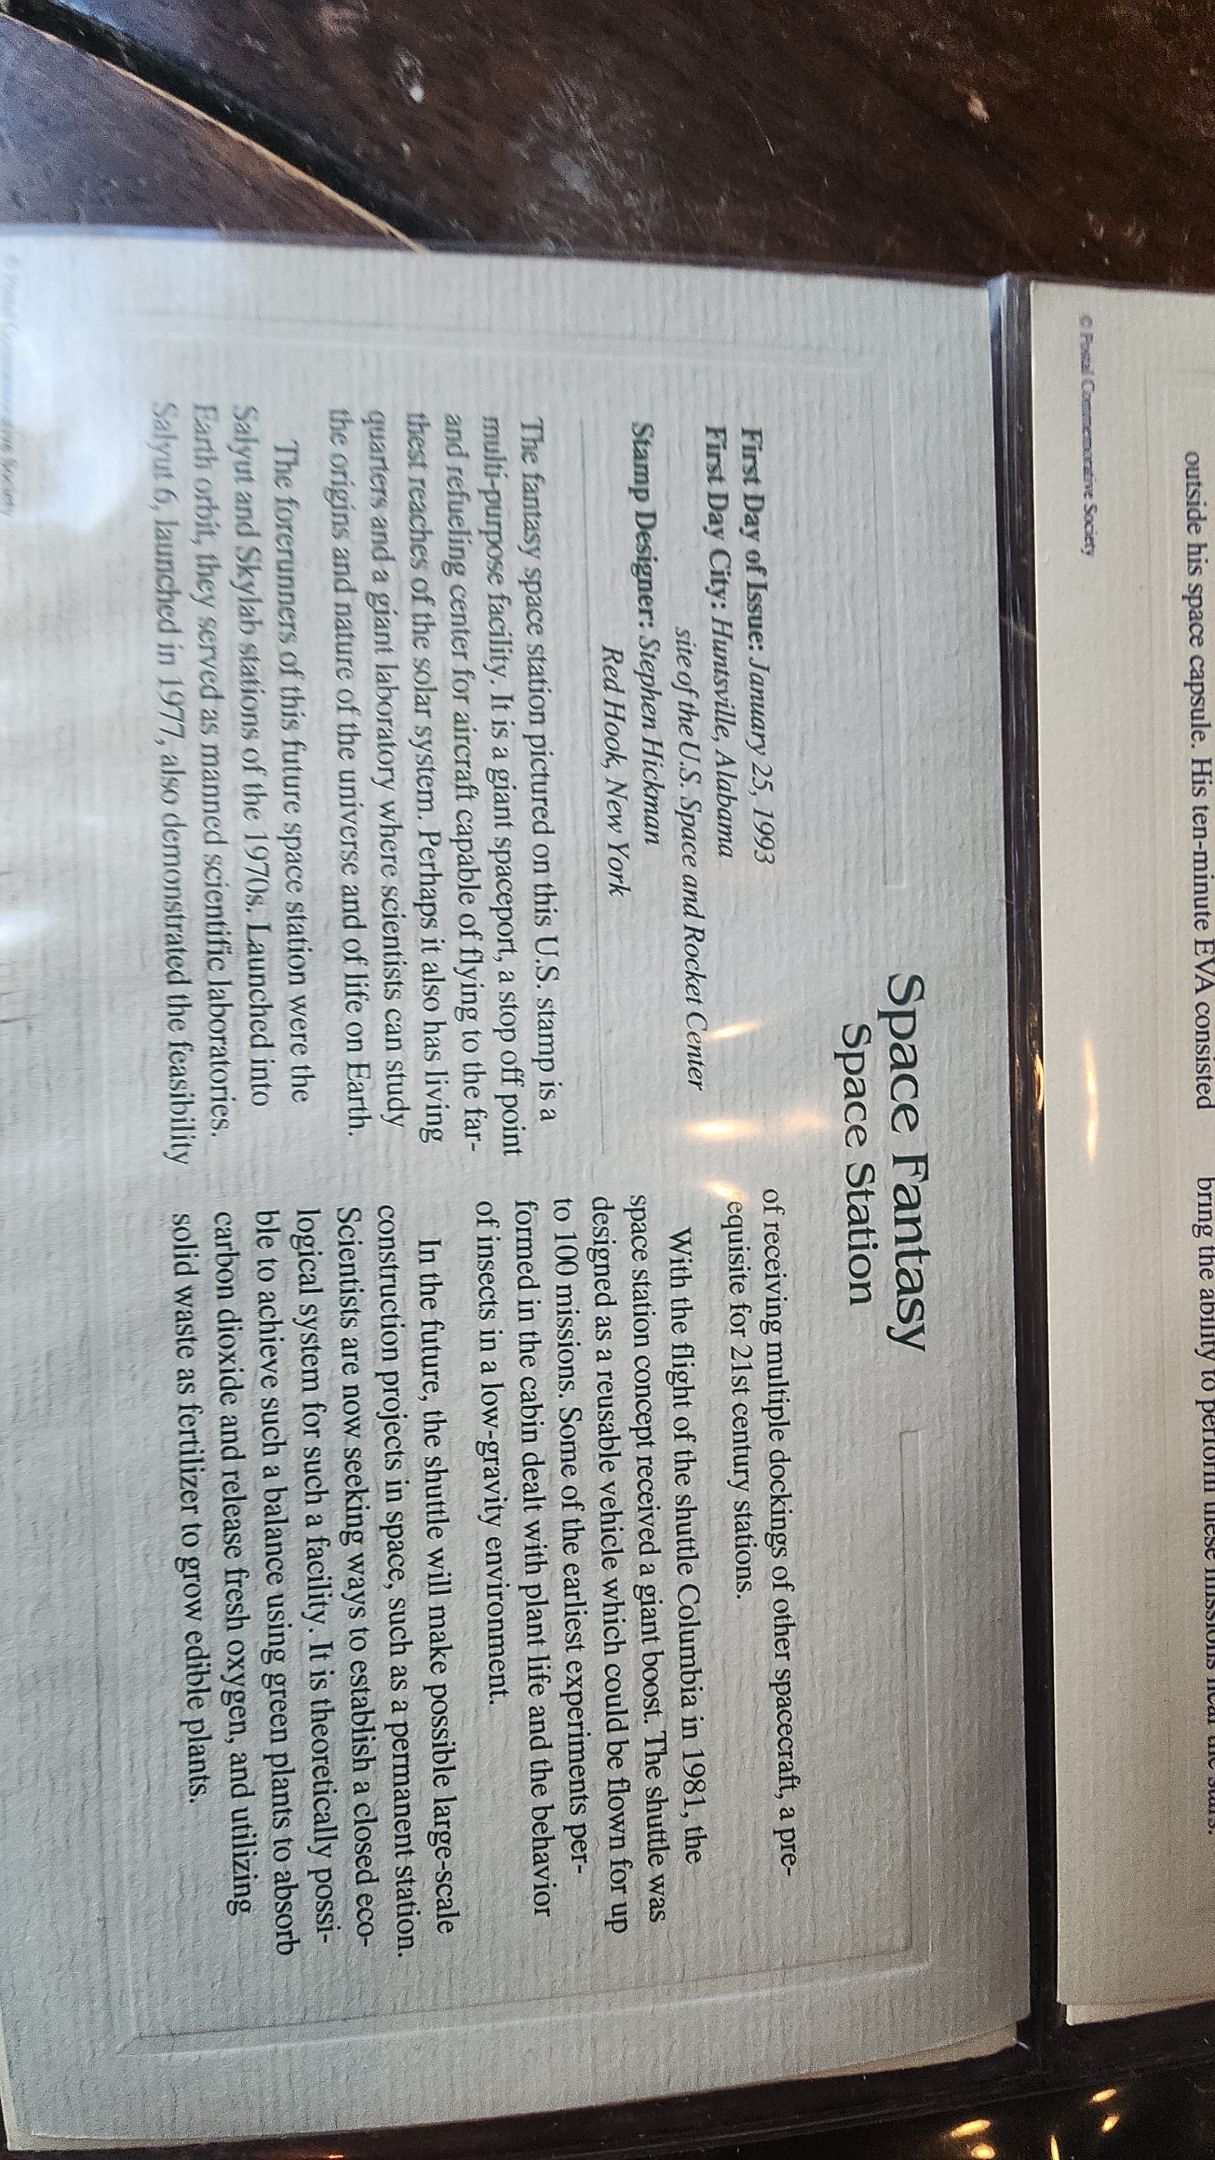 outside his space capsule. His ten-minute EVA consisted
bring the ability to perform these missions near the stars.
© Postal Commemorative Society
Space Fantasy
Space Station
First Day of Issue: January 25, 1993
First Day City: Huntsville, Alabama
site of the U.S. Space and Rocket Center
Stamp Designer: Stephen Hickman
Red Hook, New York
The fantasy space station pictured on this U.S. stamp is a
multi-purpose facility. It is a giant spaceport, a stop off point
and refueling center for aircraft capable of flying to the far-
thest reaches of the solar system. Perhaps it also has living
quarters and a giant laboratory where scientists can study
the origins and nature of the universe and of life on Earth.
The forerunners of this future space station were the
Salyut and Skylab stations of the 1970s. Launched into
Earth orbit, they served as manned scientific laboratories.
Salyut 6, launched in 1977, also demonstrated the feasibility
of receiving multiple dockings of other spacecraft, a pre-
equisite for 21st century stations.
With the flight of the shuttle Columbia in 1981, the
space station concept received a giant boost. The shuttle was
designed as a reusable vehicle which could be flown for up
to 100 missions. Some of the earliest experiments per-
formed in the cabin dealt with plant life and the behavior
of insects in a low-gravity environment.
In the future, the shuttle will make possible large-scale
construction projects in space, such as a permanent station.
Scientists are now seeking ways to establish a closed eco-
logical system for such a facility. It is theoretically possi-
ble to achieve such a balance using green plants to absorb
carbon dioxide and release fresh oxygen, and utilizing
solid waste as fertilizer to grow edible plants.
© Postal Commemorative Society